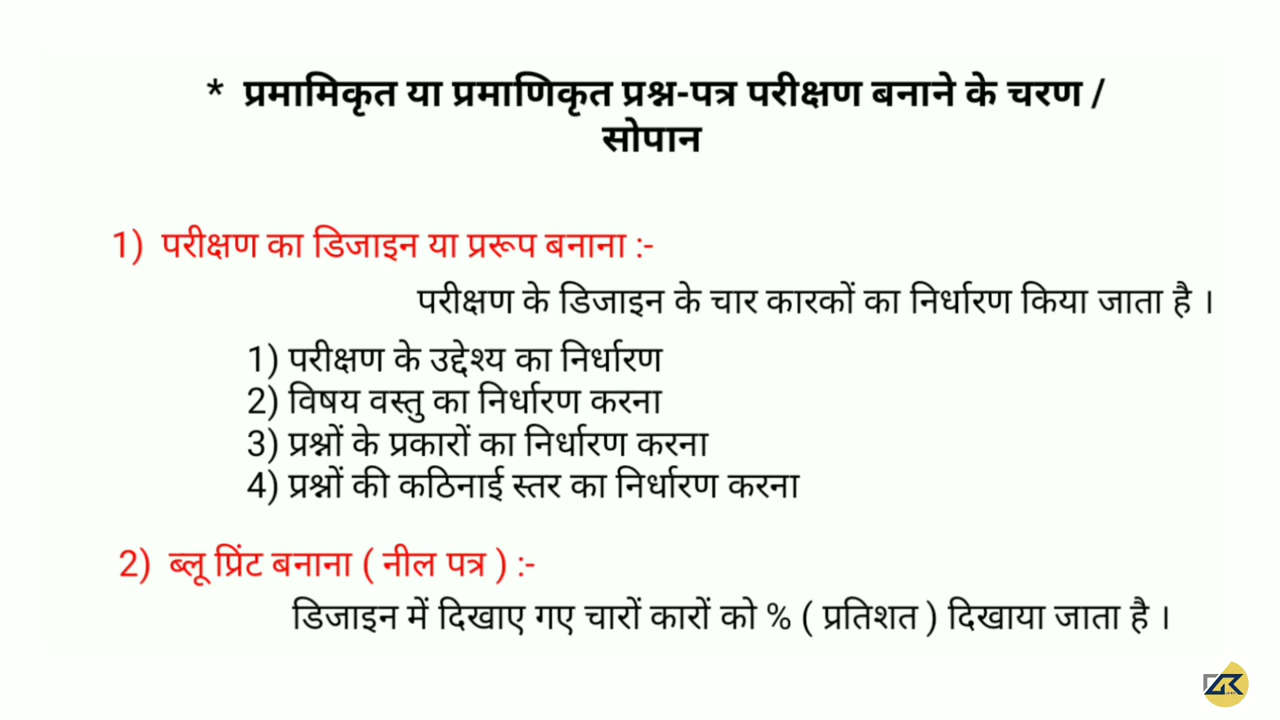 * प्रमामिकृत या प्रमाणिकृत प्रश्न-पत्र परीक्षण बनाने के चरण /
सोपान
1) परीक्षण का डिजाइन या प्ररूप बनाना :-
परीक्षण के डिजाइन के चार कारकों का निर्धारण किया जाता है ।
1) परीक्षण के उद्देश्य का निर्धारण
2) विषय वस्तु का निर्धारण करना
3) प्रश्नों के प्रकारों का निर्धारण करना
4) प्रश्नों की कठिनाई स्तर का निर्धारण करना
2) ब्लू प्रिंट बनाना ( नील पत्र ) :-
डिजाइन में दिखाए गए चारों कारों को % ( प्रतिशत ) दिखाया जाता है ।